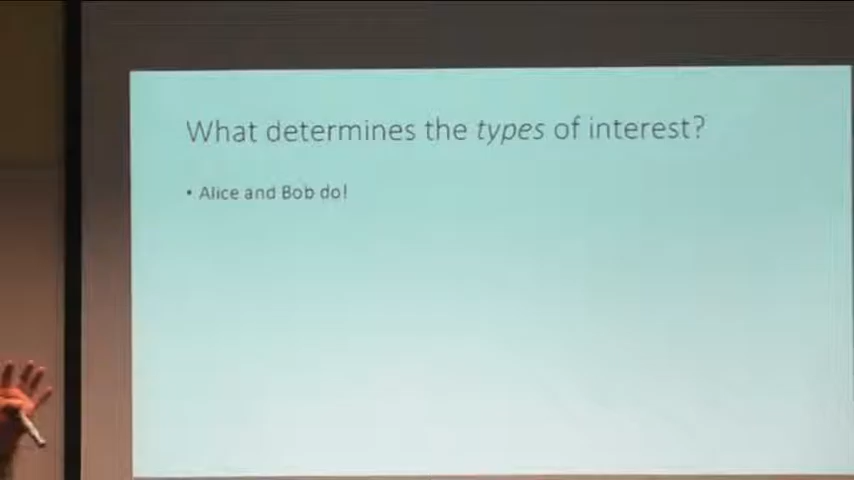 What determines the types of interest?
• Alice and Bob do!